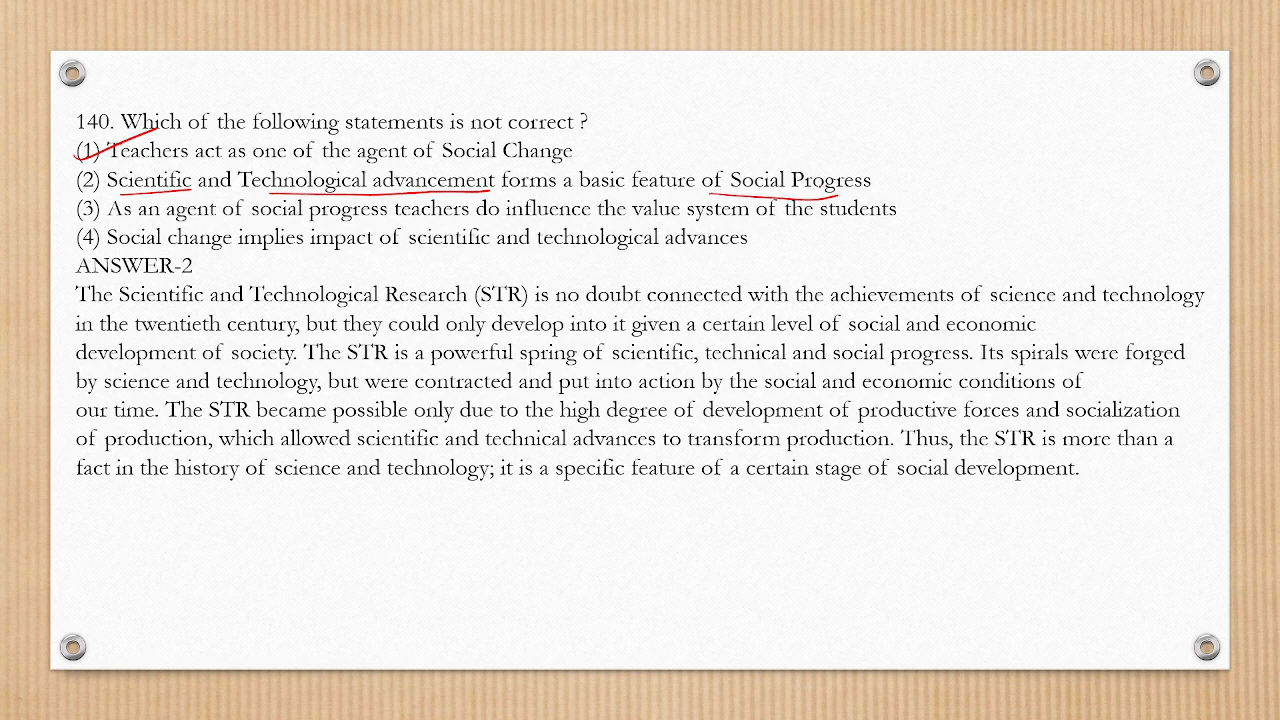 140. Which of the following statements is not correct ?
(1) Teachers act as one of the agent of Social Change
(2) Scientific and Technological advancement forms a basic feature of Social Progress
(3) As an agent of social progress teachers do influence the value system of the students
(4) Social change implies impact of scientific and technological advances
ANSWER-2
The Scientific and Technological Research (STR) is no doubt connected with the achievements of science and technology
in the twentieth century, but they could only develop into it given a certain level of social and economic
development of society. The STR is a powerful spring of scientific, technical and social progress. Its spirals were forged
by science and technology, but were contracted and put into action by the social and economic conditions of
our time. The STR became possible only due to the high degree of development of productive forces and socialization
of production, which allowed scientific and technical advances to transform production. Thus, the STR is more than a
fact in the history of science and technology; it is a specific feature of a certain stage of social development.